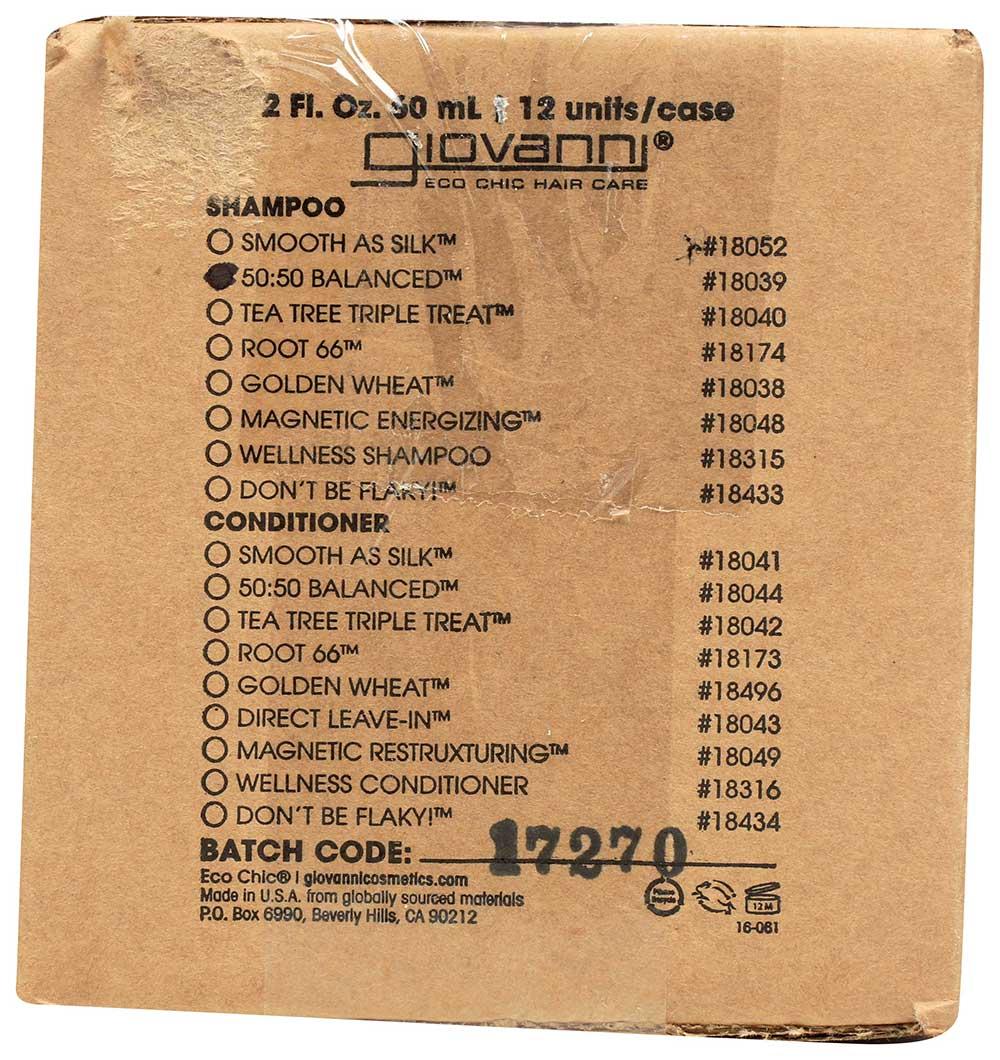 2 Fl. Oz. 60 mL | 12 units/case
giovanni®
ECO CHIC HAIR CARE
SHAMPOO
SMOOTH AS SILK™ #18052
50:50 BALANCED™ #18039
TEA TREE TRIPLE TREAT™ #18040
ROOT 66™ #18174
GOLDEN WHEAT™ #18038
MAGNETIC ENERGIZING™ #18048
WELLNESS SHAMPOO #18315
DON'T BE FLAKY!™ #18433
CONDITIONER
SMOOTH AS SILK™ #18041
50:50 BALANCED™ #18044
TEA TREE TRIPLE TREAT™ #18042
ROOT 66™ #18173
GOLDEN WHEAT™ #18496
DIRECT LEAVE-IN™ #18043
MAGNETIC RESTRUXTURING™ #18049
WELLNESS CONDITIONER #18316
DON'T BE FLAKY!™ #18434
BATCH CODE: 17270
Eco Chic® | giovannicosmetics.com
Made in U.S.A. from globally sourced materials
P.O. Box 6990, Beverly Hills, CA 90212
Please Recycle
12M
16-061